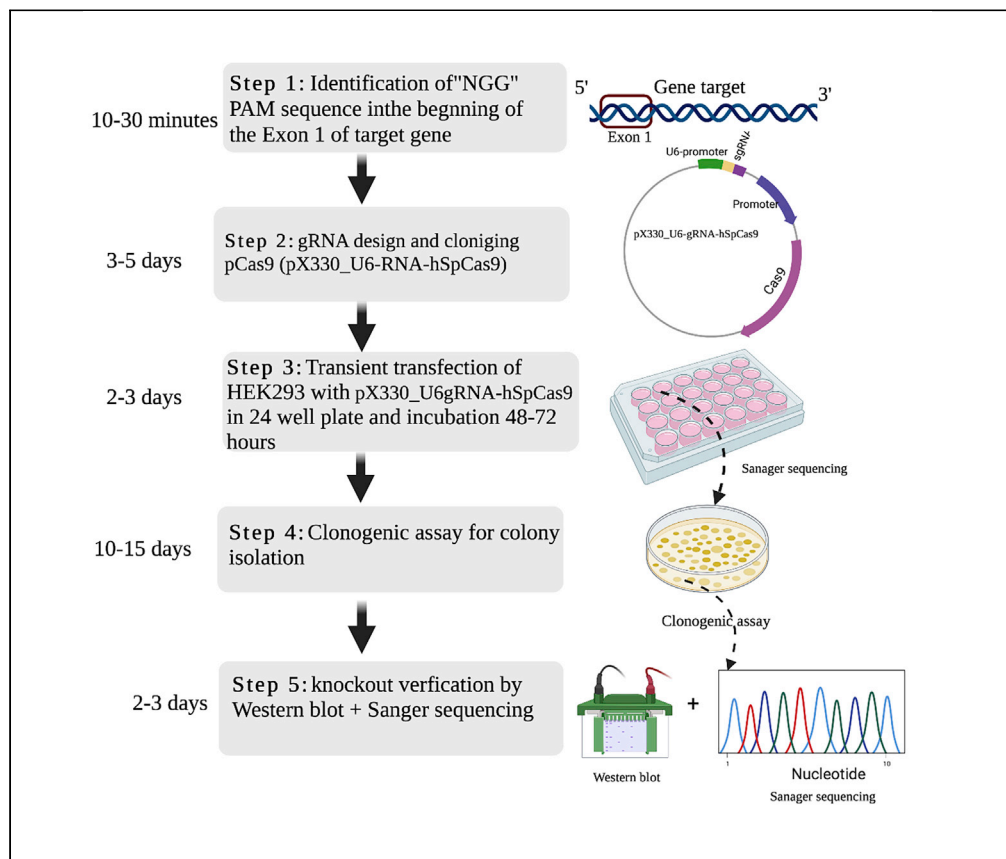 10-30 minutes
Step 1: Identification of"NGG"
PAM sequence inthe begnning of
the Exon 1 of target gene
5'
Gene target
3'
Exon 1
3-5 days
Step 2: gRNA design and cloniging
pCas9 (pX330_U6-RNA-hSpCas9)
U6-promoter
sgRNA
Promoter
pX330_U6-gRNA-hSpCas9
Cas9
2-3 days
Step 3: Transient transfection of
HEK293 with pX330_U6gRNA-hSpCas9
in 24 well plate and incubation 48-72
hours
Sanager sequencing
10-15 days
Step 4: Clonogenic assay for colony
isolation
Clonogenic assay
2-3 days
Step 5: knockout verfication by
Western blot + Sanger sequencing
Western blot
+
1
10
Nucleotide
Sanager sequencing